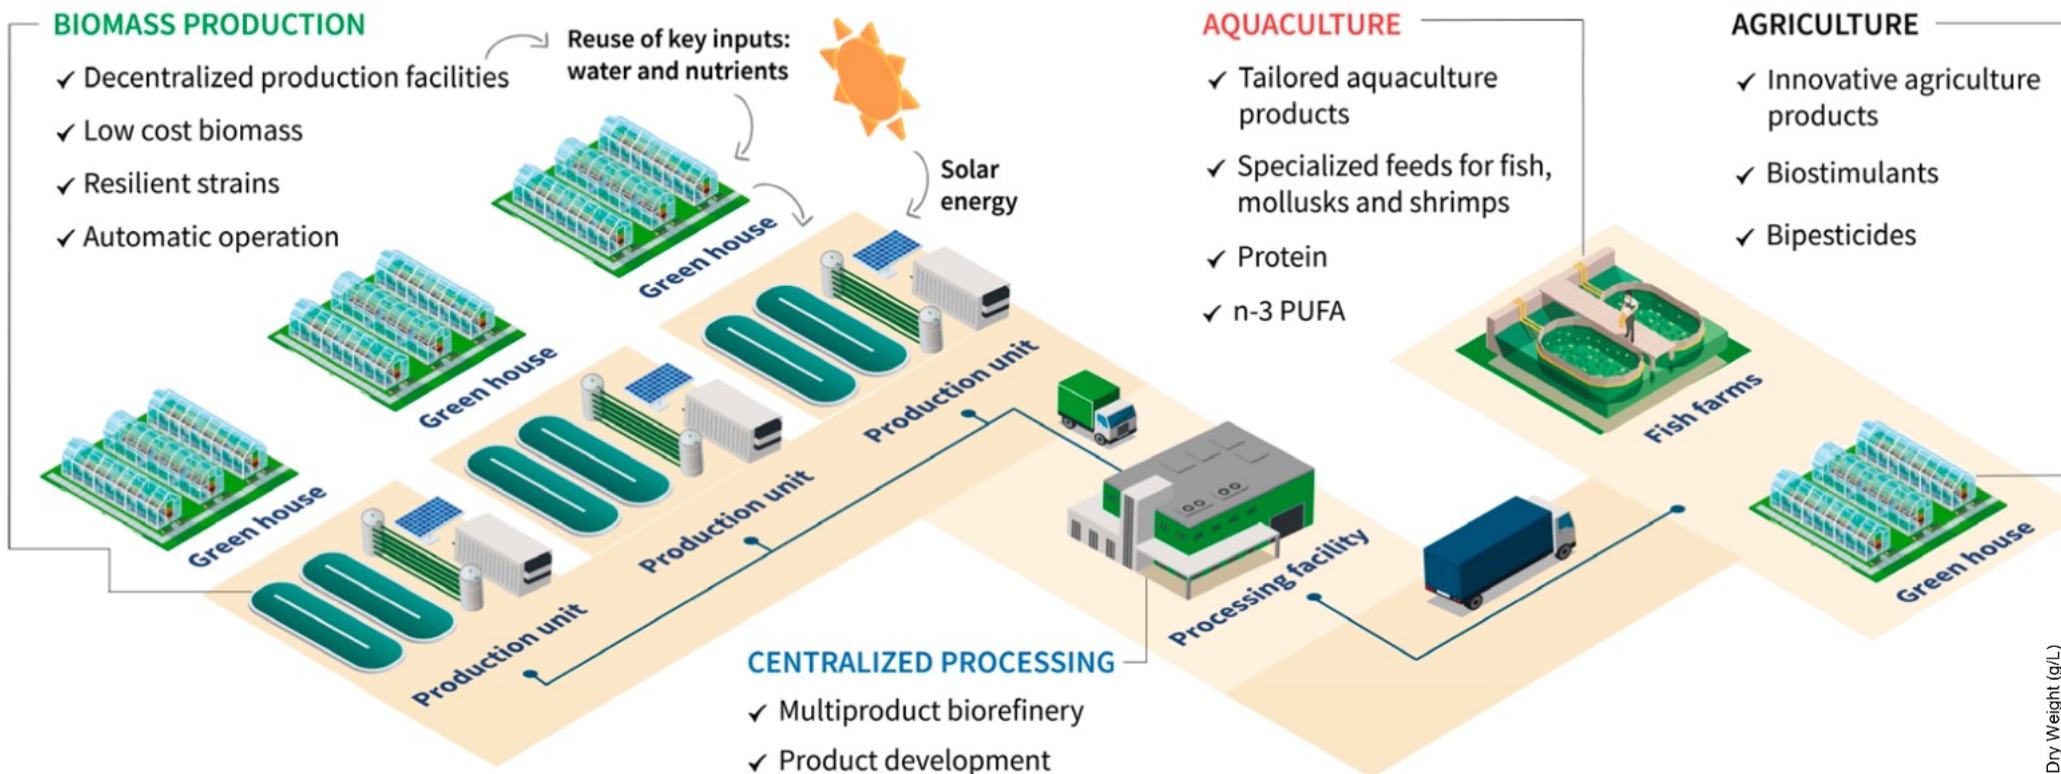 BIOMASS PRODUCTION
✓ Decentralized production facilities
✓ Low cost biomass
✓ Resilient strains
✓ Automatic operation
Reuse of key inputs:
water and nutrients
Solar
energy
AQUACULTURE
✓ Tailored aquaculture
products
✓ Specialized feeds for fish,
mollusks and shrimps
✓ Protein
✓ n-3 PUFA
AGRICULTURE
✓ Innovative agriculture
products
✓ Biostimulants
✓ Bipesticides
Green house
Green house
Green house
Production unit
Production unit
Production unit
Processing facility
Fish farms
Green house
CENTRALIZED PROCESSING
✓ Multiproduct biorefinery
✓ Product development
Dry Weight (g/L)